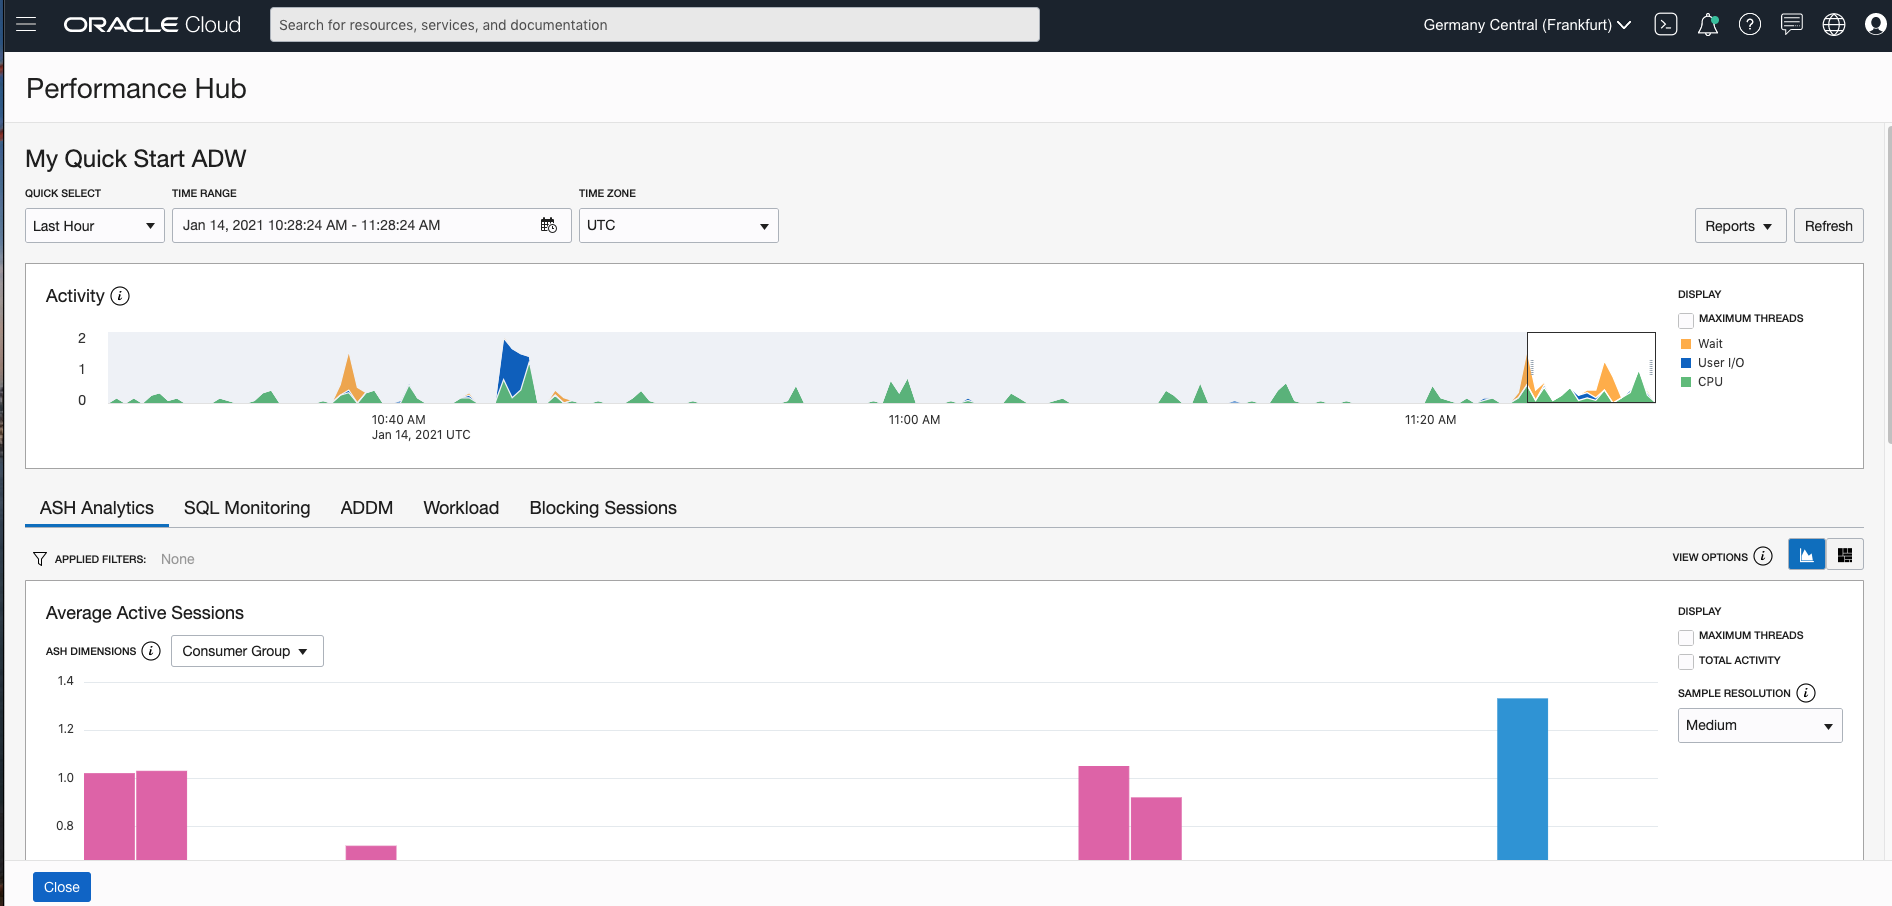 ORACLE Cloud
Search for resources, services, and documentation
Germany Central (Frankfurt)
Performance Hub
My Quick Start ADW
QUICK SELECT
TIME RANGE
TIME ZONE
Last Hour
Jan 14, 2021 10:28:24 AM - 11:28:24 AM
UTC
Reports
Refresh
Activity
2
1
0
10:40 AM
Jan 14, 2021 UTC
11:00 AM
11:20 AM
DISPLAY
MAXIMUM THREADS
Wait
User I/O
CPU
ASH Analytics
SQL Monitoring
ADDM
Workload
Blocking Sessions
APPLIED FILTERS: None
VIEW OPTIONS
Average Active Sessions
ASH DIMENSIONS
Consumer Group
1.4
1.2
1.0
0.8
DISPLAY
MAXIMUM THREADS
TOTAL ACTIVITY
SAMPLE RESOLUTION
Medium
Close